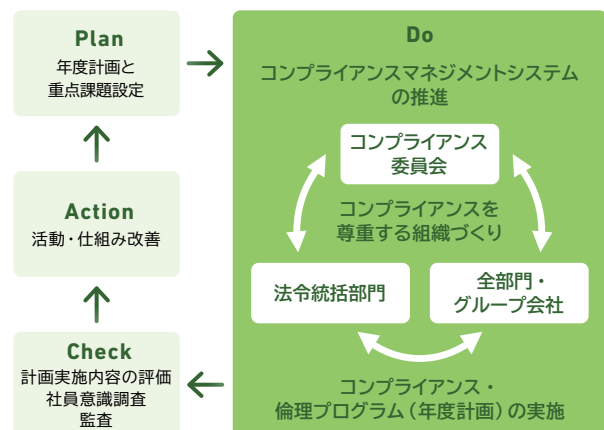 Plan
年度計画と
重点課題設定
Do
コンプライアンスマネジメントシステム
の推進
コンプライアンス
委員会
コンプライアンスを
尊重する組織づくり
法令統括部門
全部門・
グループ会社
コンプライアンス・
倫理プログラム（年度計画）の実施
Check
計画実施内容の評価
社員意識調査
監査
Action
活動・仕組み改善